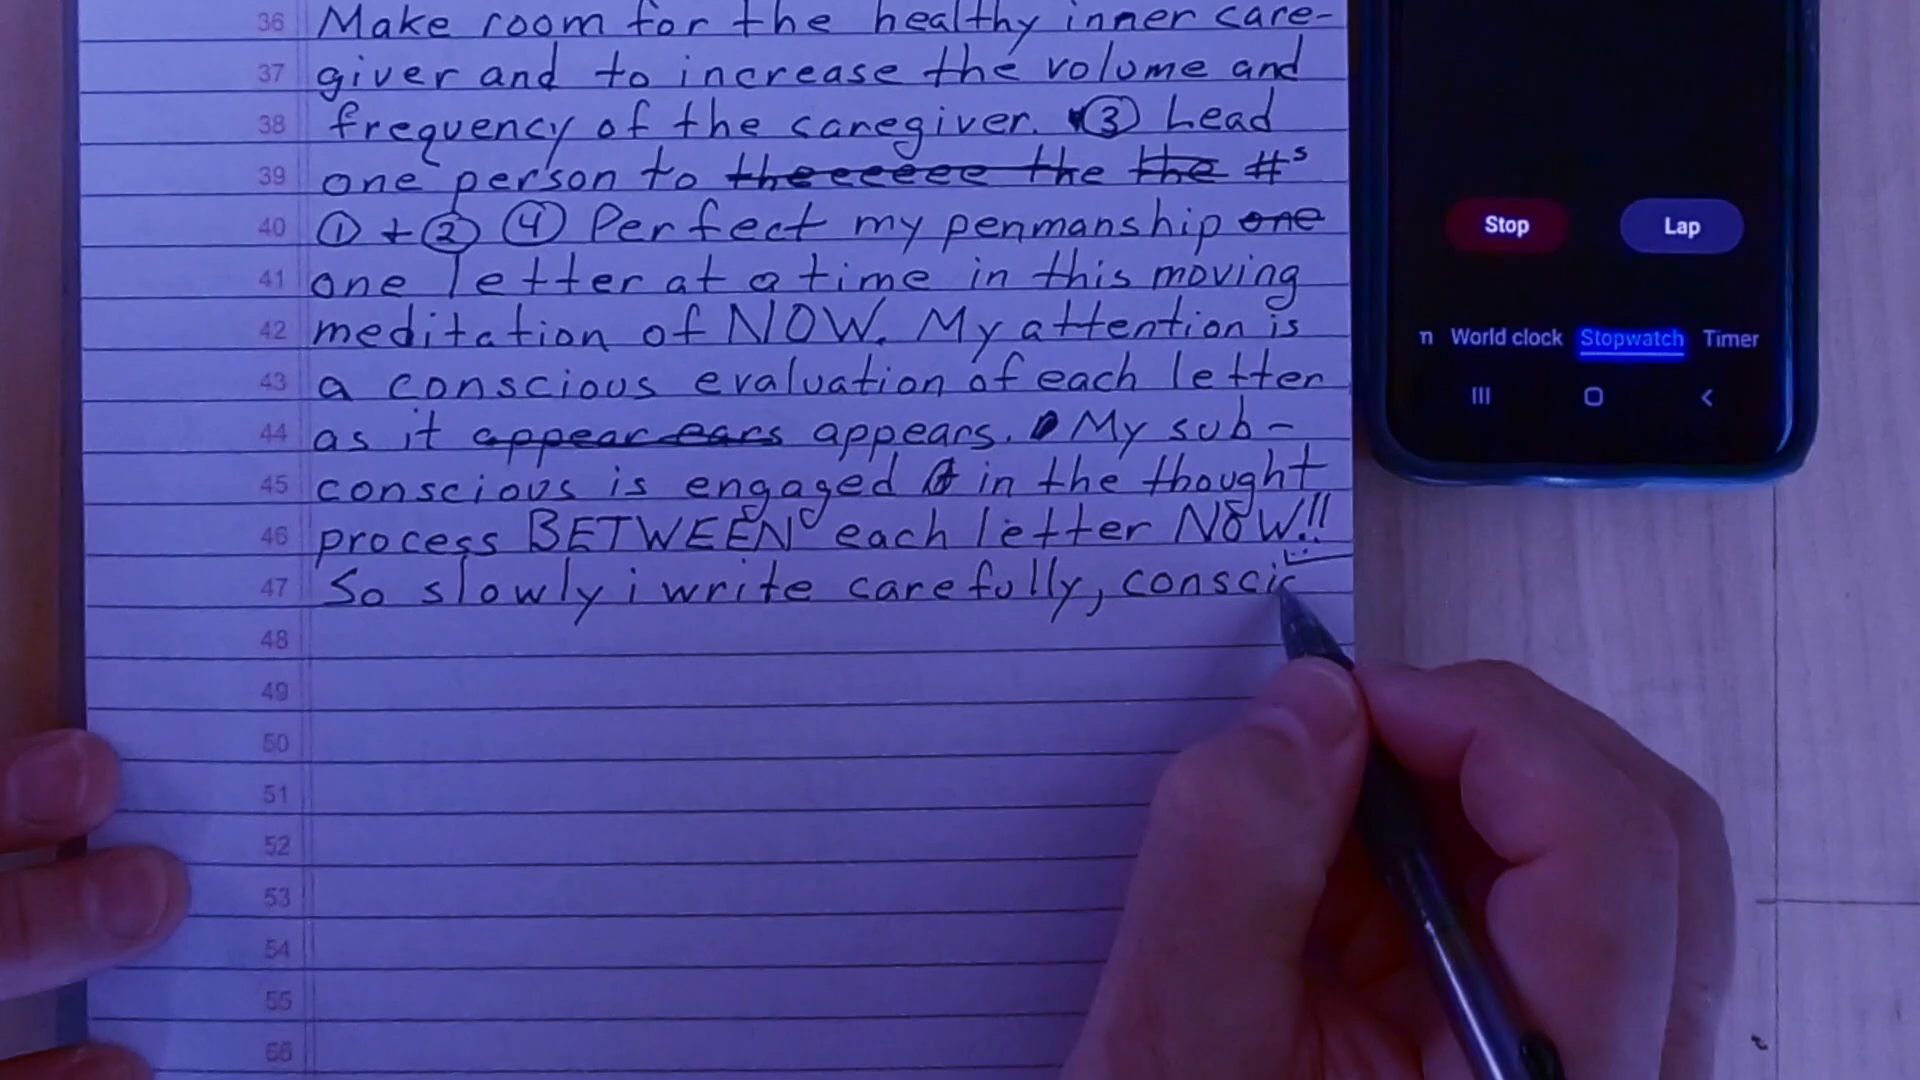 36 Make room for the healthy inner care-
37 giver and to increase the volume and
38 frequency of the caregiver. ③ Lead
39 one person to theeeeee the the #s
40 ① + ② ④ Perfect my penmanship one
41 one letter at a time in this moving
42 meditation of NOW. My attention is
43 a conscious evaluation of each letter
44 as it appear ears appears. My sub-
45 conscious is engaged in the thought
46 process BETWEEN each letter NOW!!
47 So slowly i write carefully, consci
48
49
50
51
52
53
54
55
56
Stop Lap
n World clock Stopwatch Timer